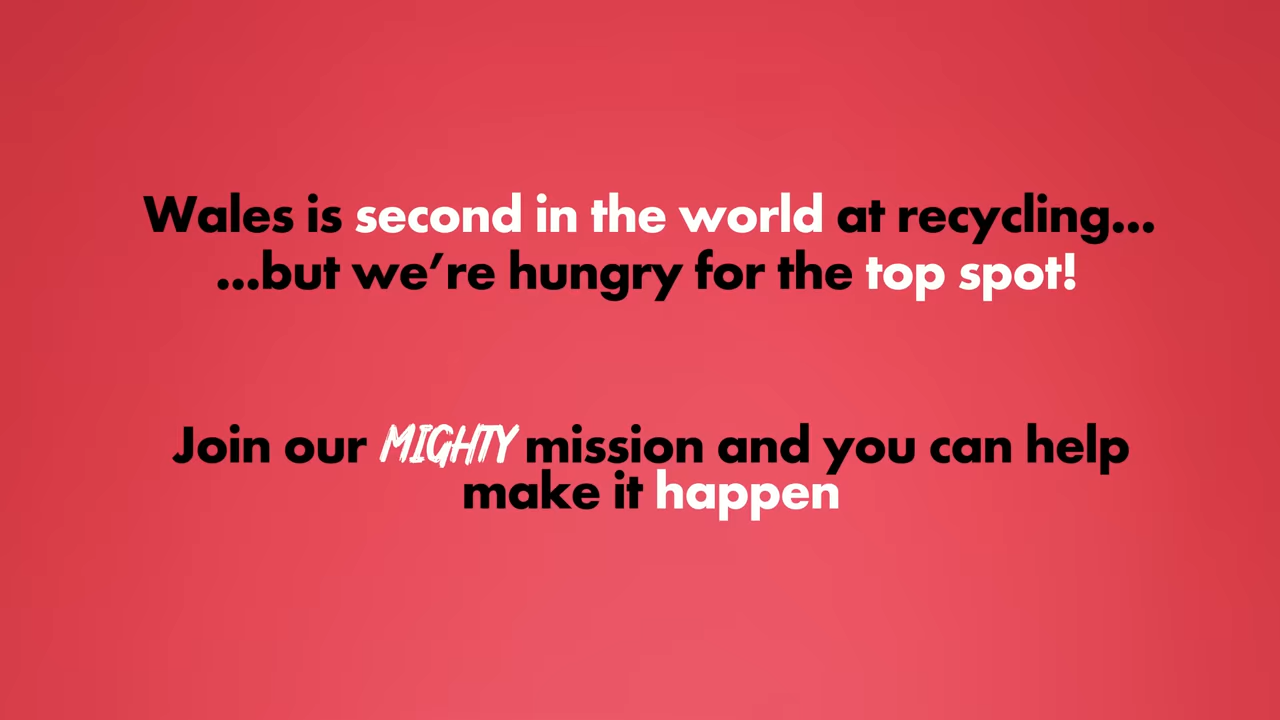 Wales is second in the world at recycling...
...but we’re hungry for the top spot!
Join our MIGHTY mission and you can help
make it happen